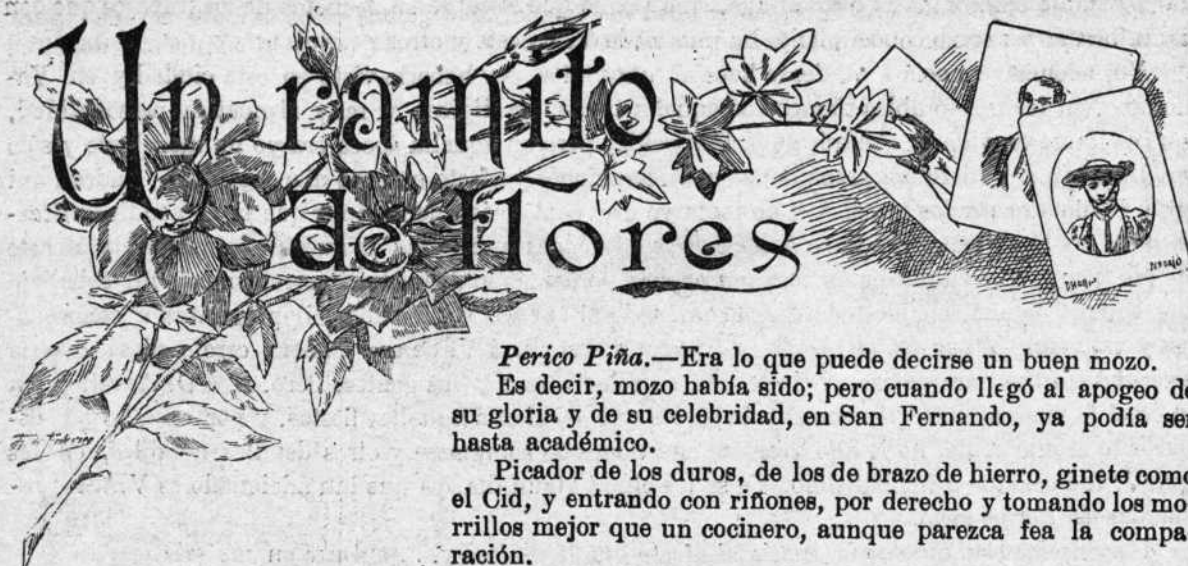 Un ramito
de flores
Perico Piña.—Era lo que puede decirse un buen mozo.
Es decir, mozo había sido; pero cuando llegó al apogeo de
su gloria y de su celebridad, en San Fernando, ya podía ser
hasta académico.
Picador de los duros, de los de brazo de hierro, ginete como
el Cid, y entrando con riñones, por derecho y tomando los mo-
rrillos mejor que un cocinero, aunque parezca fea la compa-
ración.